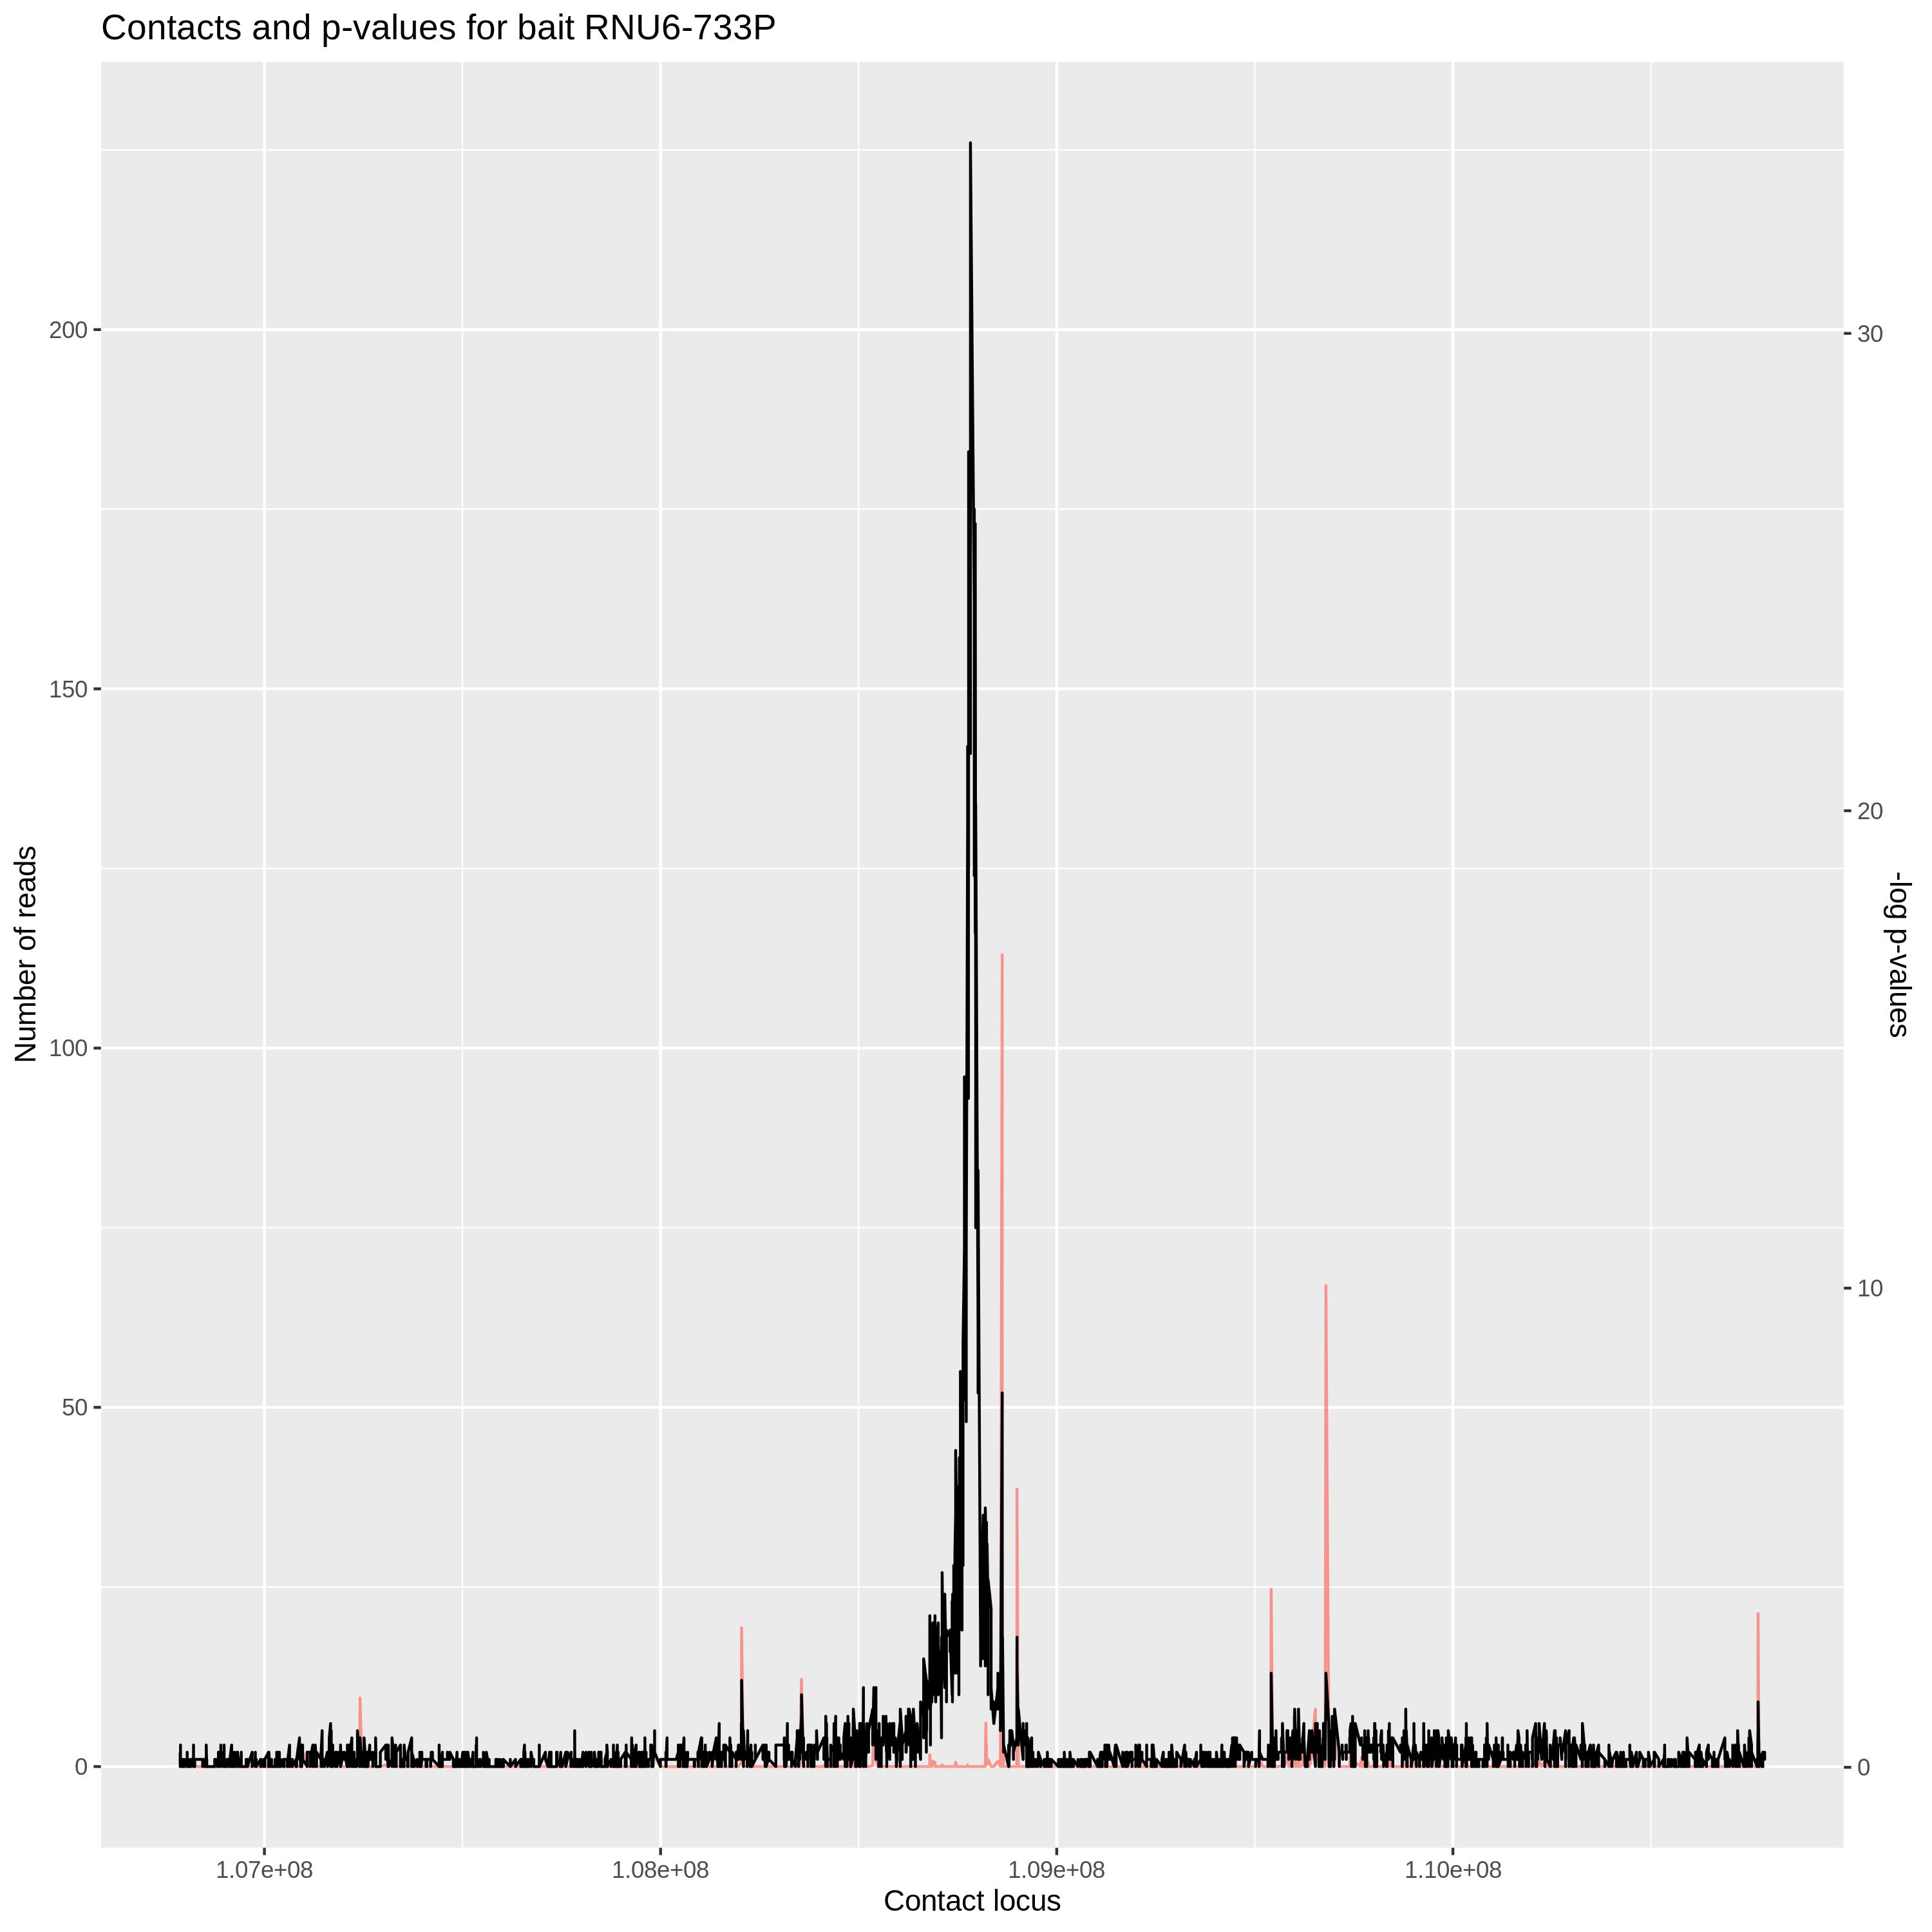 Contacts and p-values for bait RNU6-733P
Number of reads
200
150
100
50
0
30
20
10
0
-log p-values
1.07e+08
1.08e+08
1.09e+08
1.10e+08
Contact locus